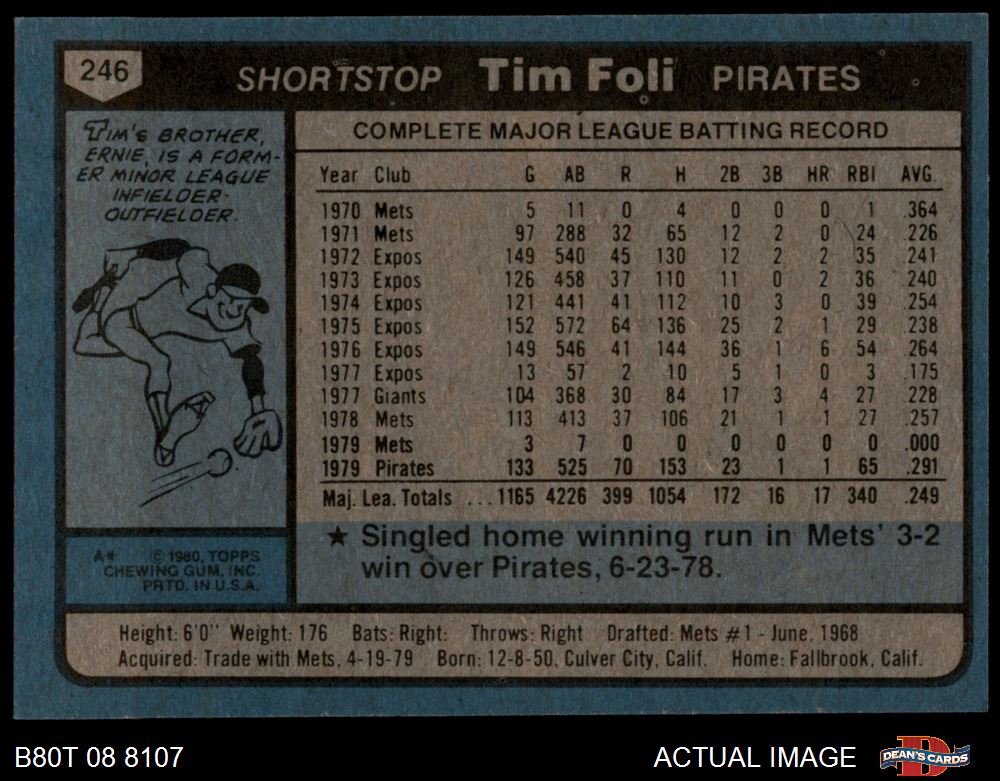 246 SHORTSTOP Tim Foli PIRATES
TIM'S BROTHER,
ERNIE, IS A FORM-
ER MINOR LEAGUE
INFIELDER-
OUTFIELDER.
A* © 1980, TOPPS
CHEWING GUM, INC.
PRTD. IN U.S.A.
COMPLETE MAJOR LEAGUE BATTING RECORD
Year Club G AB R H 2B 3B HR RBI AVG.
1970 Mets 5 11 0 4 0 0 0 1 .364
1971 Mets 97 288 32 65 12 2 0 24 .226
1972 Expos 149 540 45 130 12 2 2 35 .241
1973 Expos 126 458 37 110 11 0 2 36 .240
1974 Expos 121 441 41 112 10 3 0 39 .254
1975 Expos 152 572 64 136 25 2 1 29 .238
1976 Expos 149 546 41 144 36 1 6 54 .264
1977 Expos 13 57 2 10 5 1 0 3 .175
1977 Giants 104 368 30 84 17 3 4 27 .228
1978 Mets 113 413 37 106 21 1 1 27 .257
1979 Mets 3 7 0 0 0 0 0 0 .000
1979 Pirates 133 525 70 153 23 1 1 65 .291
Maj. Lea. Totals ...1165 4226 399 1054 172 16 17 340 .249
★ Singled home winning run in Mets' 3-2
win over Pirates, 6-23-78.
Height: 6'0" Weight: 176 Bats: Right: Throws: Right Drafted: Mets #1 - June, 1968
Acquired: Trade with Mets, 4-19-79 Born: 12-8-50, Culver City, Calif. Home: Fallbrook, Calif.
B80T 08 8107 ACTUAL IMAGE DEAN'S CARDS